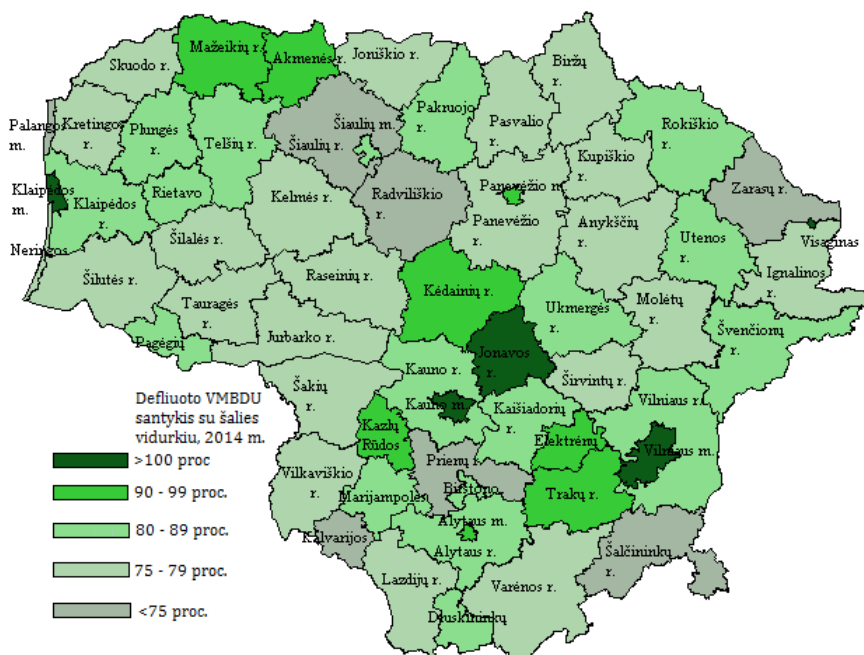 Mažeikių r.
Akmenės r.
Joniškio r.
Skuodo r.
Biržų
r.
Pakruojo
r.
Pasvalio
r.
Rokiškio
r.
Palangos
m.
Kretingos
r.
Plungės
r.
Telšių
r.
Šiaulių m.
Šiaulių r.
Kupiškio
r.
Zarasų r.
Klaipėdos
m.
Klaipėdos
r.
Rietavo
Kelmės r.
Radviliškio
r.
Panevėžio m.
Panevėžio
r.
Anykščių
r.
Utenos
r.
Visaginas
Neringos
Šilalės r.
Šilutės r.
Raseinių r.
Kėdainių r.
Ignalinos
r.
Tauragės
r.
Ukmergės
r.
Molėtų
r.
Pagėgių
Jurbarko r.
Jonavos
r.
Švenčionų
r.
Kauno r.
Širvintų r.
Šakių
r.
Kauno m.
Kaišiadorių
r.
Vilniaus r.
Defliuoto VMBDU
santykis su šalies
vidurkiu, 2014 m.
>100 proc
90 - 99 proc.
80 - 89 proc.
75 - 79 proc.
<75 proc.
Kazlų
Rūdos
Elektrėnų
Vilniaus m.
Prienų r.
Vilkaviškio
r.
Marijampolės
Birštono
Trakų r.
Alytaus m.
Kalvarijos
Alytaus r.
Šalčininkų
r.
Lazdijų r.
Varėnos r.
Druskininkų